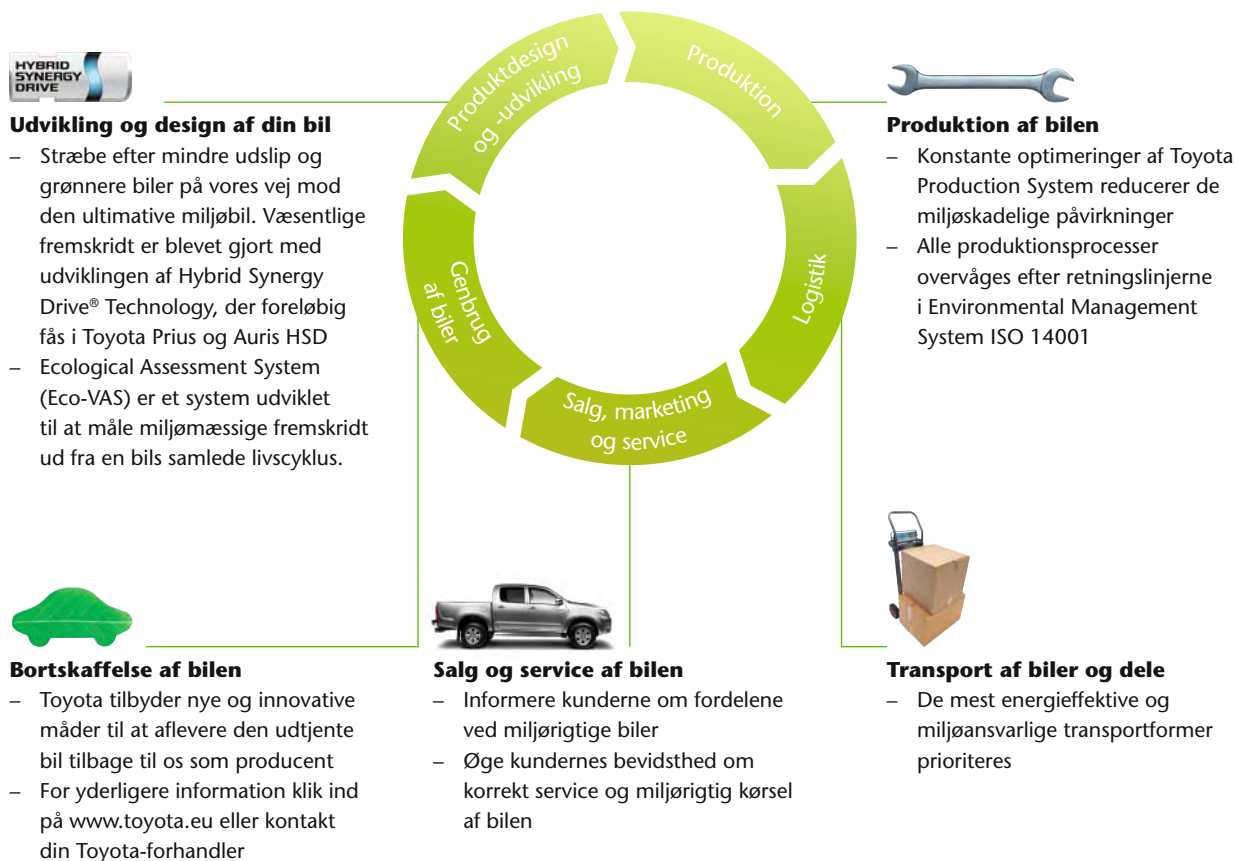 HYBRID
SYNERGY
DRIVE
Udvikling og design af din bil
– Stræbe efter mindre udslip og
grønnere biler på vores vej mod
den ultimative miljøbil. Væsentlige
fremskridt er blevet gjort med
udviklingen af Hybrid Synergy
Drive® Technology, der foreløbig
fås i Toyota Prius og Auris HSD
– Ecological Assessment System
(Eco-VAS) er et system udviklet
til at måle miljømæssige fremskridt
ud fra en bils samlede livscyklus.
Produktdesign
og -udvikling
Produktion
Logistik
Salg, marketing
og service
Genbrug
af biler
Produktion af bilen
– Konstante optimeringer af Toyota
Production System reducerer de
miljøskadelige påvirkninger
– Alle produktionsprocesser
overvåges efter retningslinjerne
i Environmental Management
System ISO 14001
Bortskaffelse af bilen
– Toyota tilbyder nye og innovative
måder til at aflevere den udtjente
bil tilbage til os som producent
– For yderligere information klik ind
på www.toyota.eu eller kontakt
din Toyota-forhandler
Salg og service af bilen
– Informere kunderne om fordelene
ved miljørigtige biler
– Øge kundernes bevidsthed om
korrekt service og miljørigtig kørsel
af bilen
Transport af biler og dele
– De mest energieffektive og
miljøansvarlige transportformer
prioriteres